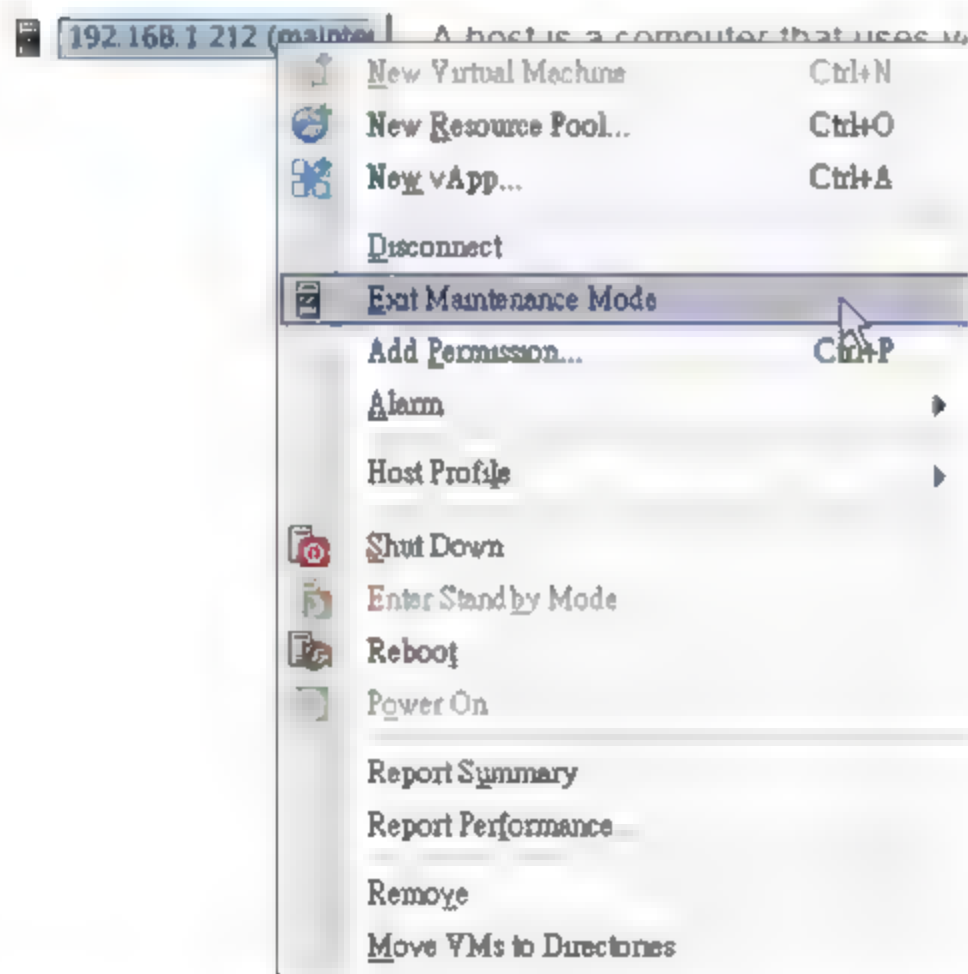 192.168.1.212 (mainte
A host is a computer that uses
New Virtual Machine Ctrl+N
New Resource Pool... Ctrl+O
New vApp... Ctrl+A
Disconnect
Exit Maintenance Mode
Add Permission... Ctrl+P
Alarm
Host Profile
Shut Down
Enter Standby Mode
Reboot
Power On
Report Summary
Report Performance...
Remove
Move VMs to Directories